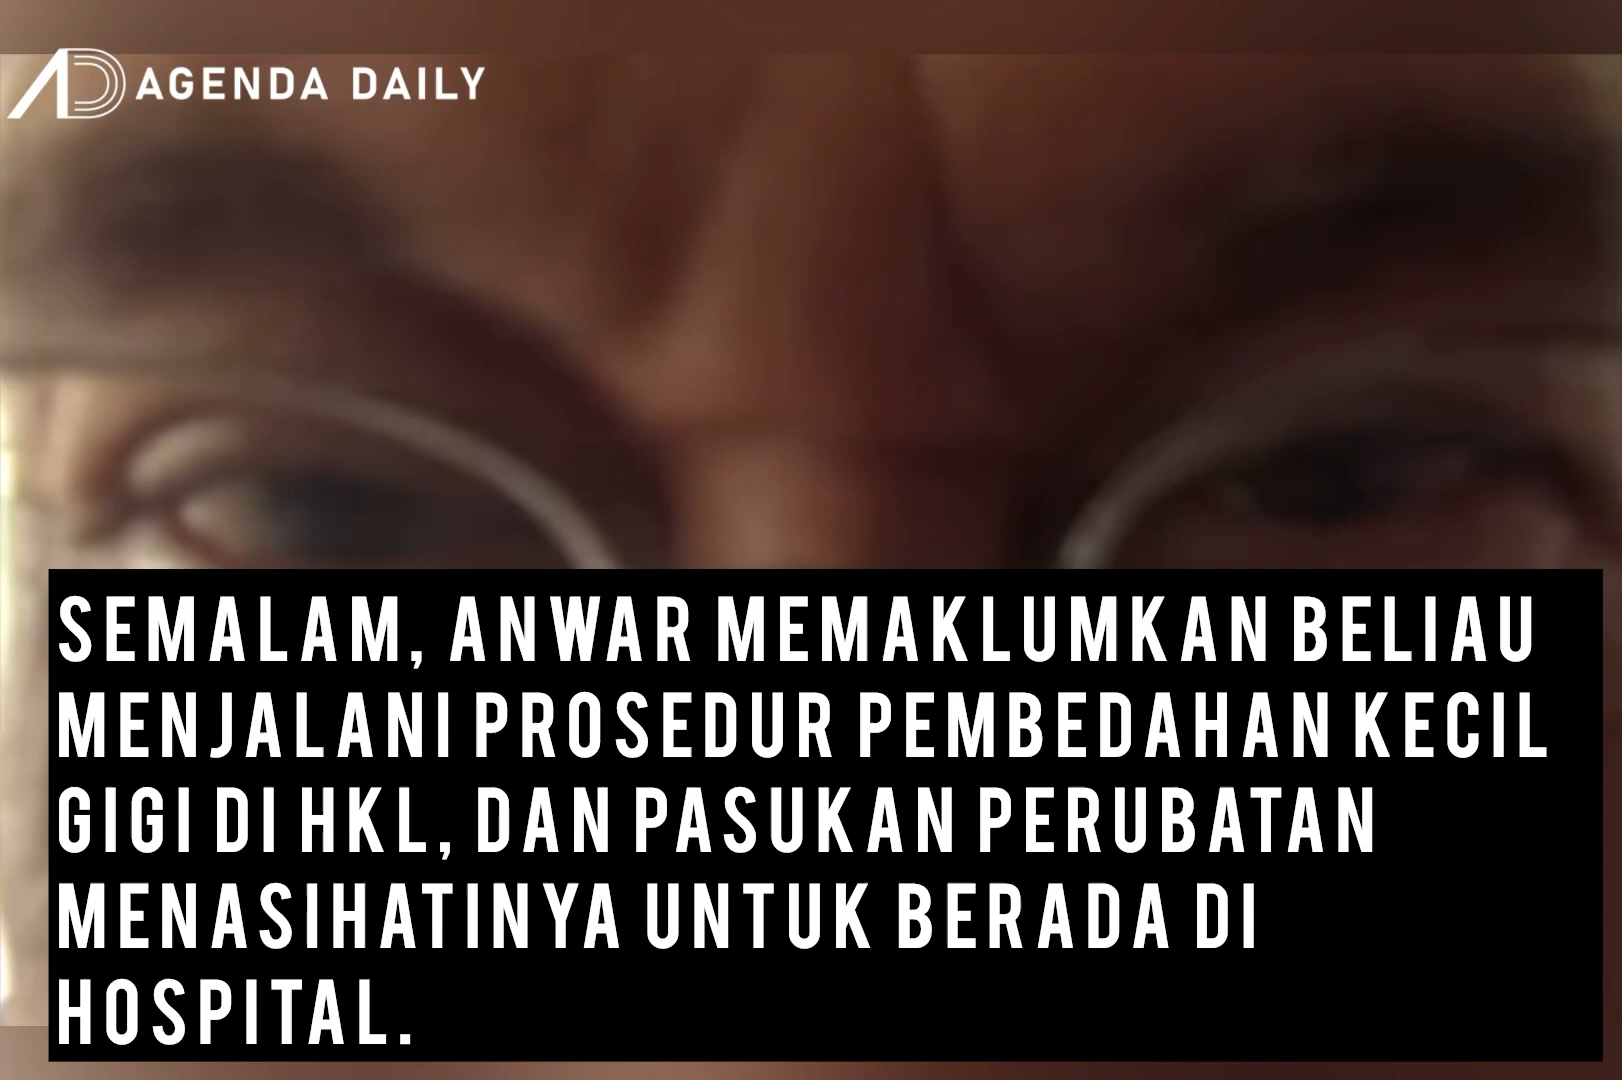 AD AGENDA DAILY
SEMALAM, ANWAR MEMAKLUMKAN BELIAU
MENJALANI PROSEDUR PEMBEDAHAN KECIL
GIGI DI HKL, DAN PASUKAN PERUBATAN
MENASIHATINYA UNTUK BERADA DI
HOSPITAL.